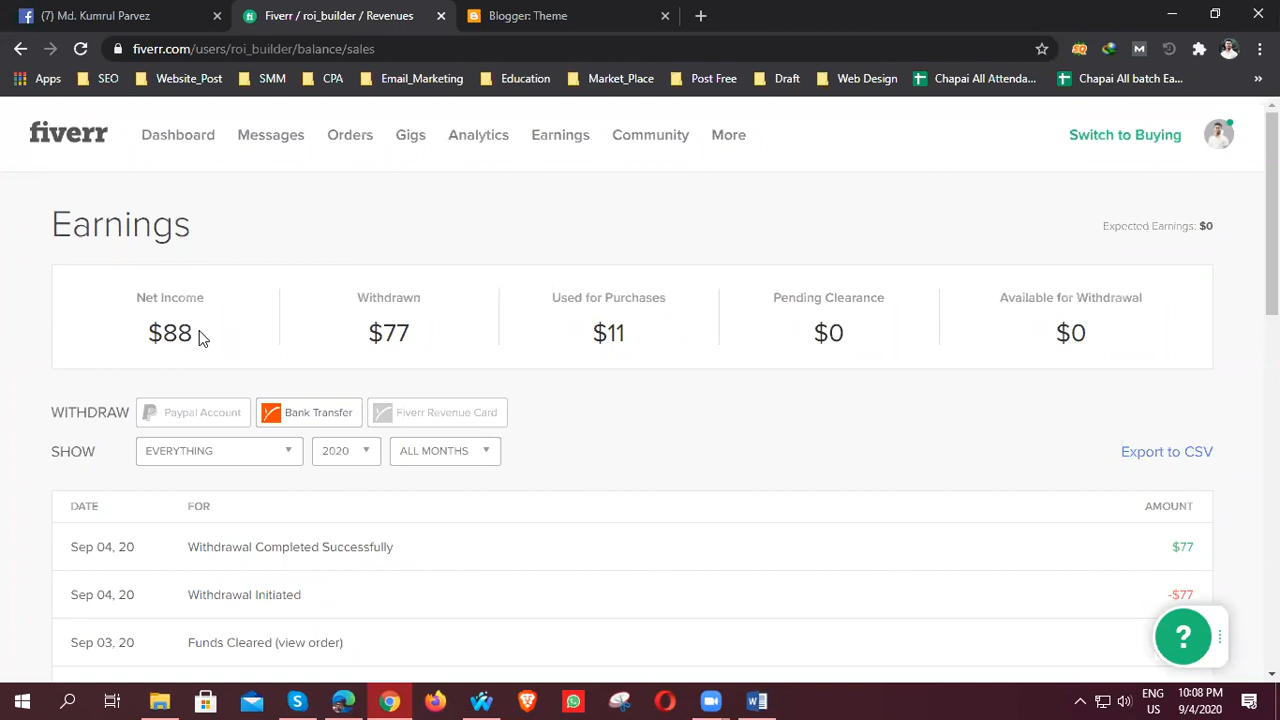 (7) Md. Kumrul Parvez
Fiverr / roi_builder / Revenues
Blogger: Theme
fiverr.com/users/roi_builder/balance/sales
Apps SEO Website_Post SMM CPA Email_Marketing Education Market_Place Post Free Draft Web Design Chapai All Attenda... Chapai All batch Ea...
fiverr Dashboard Messages Orders Gigs Analytics Earnings Community More Switch to Buying
Earnings
Expected Earnings: $0
Net Income Withdrawn Used for Purchases Pending Clearance Available for Withdrawal
$88 $77 $11 $0 $0
WITHDRAW Paypal Account Bank Transfer Fiverr Revenue Card
SHOW EVERYTHING 2020 ALL MONTHS Export to CSV
DATE FOR AMOUNT
Sep 04, 20 Withdrawal Completed Successfully $77
Sep 04, 20 Withdrawal Initiated -$77
Sep 03, 20 Funds Cleared (view order)
?
ENG 10:08 PM
US 9/4/2020